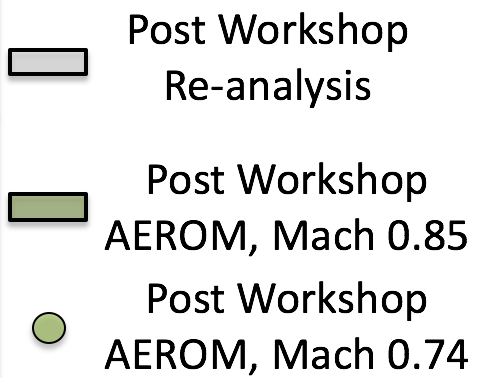 Post Workshop
Re-analysis
Post Workshop
AEROM, Mach 0.85
Post Workshop
AEROM, Mach 0.74